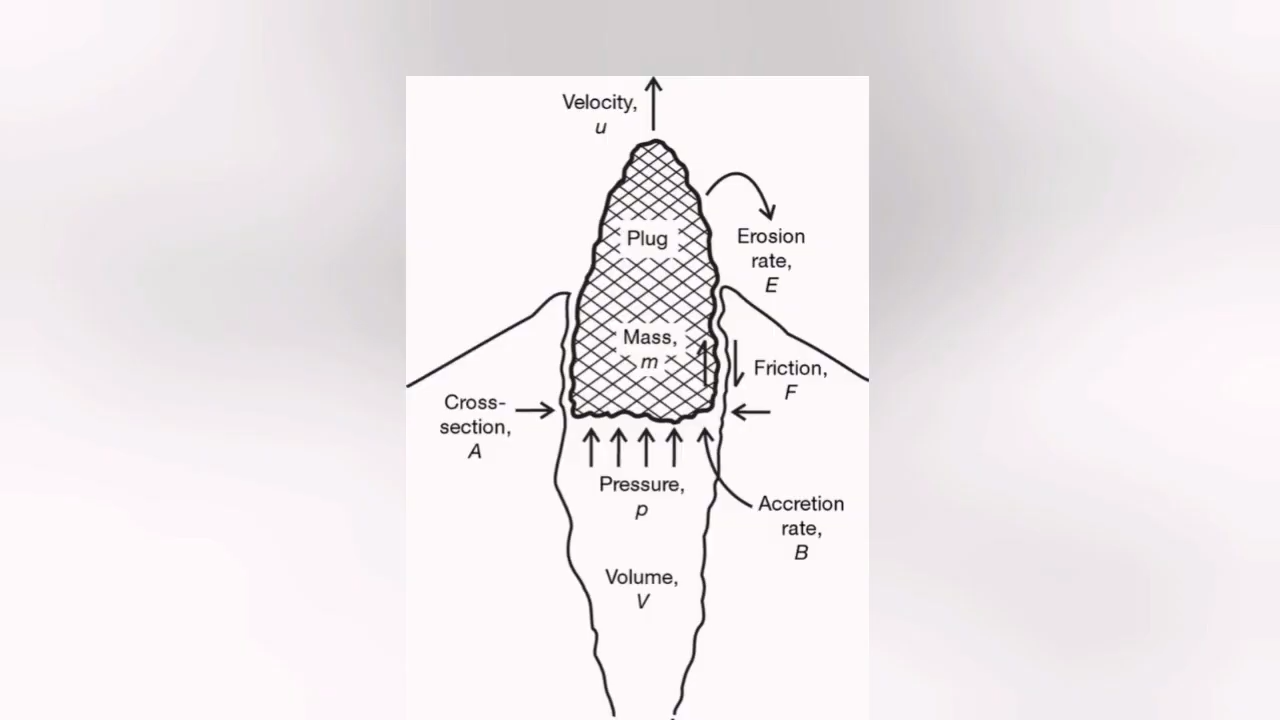 Velocity,
u
Plug
Erosion
rate,
E
Mass,
m
Friction,
F
Cross-
section,
A
Pressure,
p
Accretion
rate,
B
Volume,
V